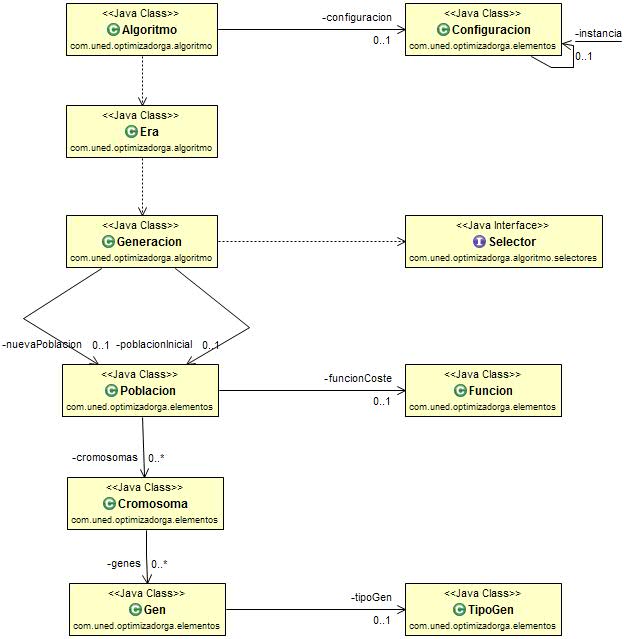 <<Java Class>>
Algoritmo
com.uned.optimizadorga.algoritmo
-configuracion
0..1
<<Java Class>>
Configuracion
com.uned.optimizadorga.elementos
-instancia
0..1
<<Java Class>>
Era
com.uned.optimizadorga.algoritmo
<<Java Class>>
Generacion
com.uned.optimizadorga.algoritmo
<<Java Interface>>
Selector
com.uned.optimizadorga.algoritmo.selectores
-nuevaPoblacion
0..1
-poblacionInicial
0..1
<<Java Class>>
Poblacion
com.uned.optimizadorga.elementos
-funcionCoste
0..1
<<Java Class>>
Funcion
com.uned.optimizadorga.elementos
-cromosomas
0..*
<<Java Class>>
Cromosoma
com.uned.optimizadorga.elementos
-genes
0..*
<<Java Class>>
Gen
com.uned.optimizadorga.elementos
-tipoGen
0..1
<<Java Class>>
TipoGen
com.uned.optimizadorga.elementos